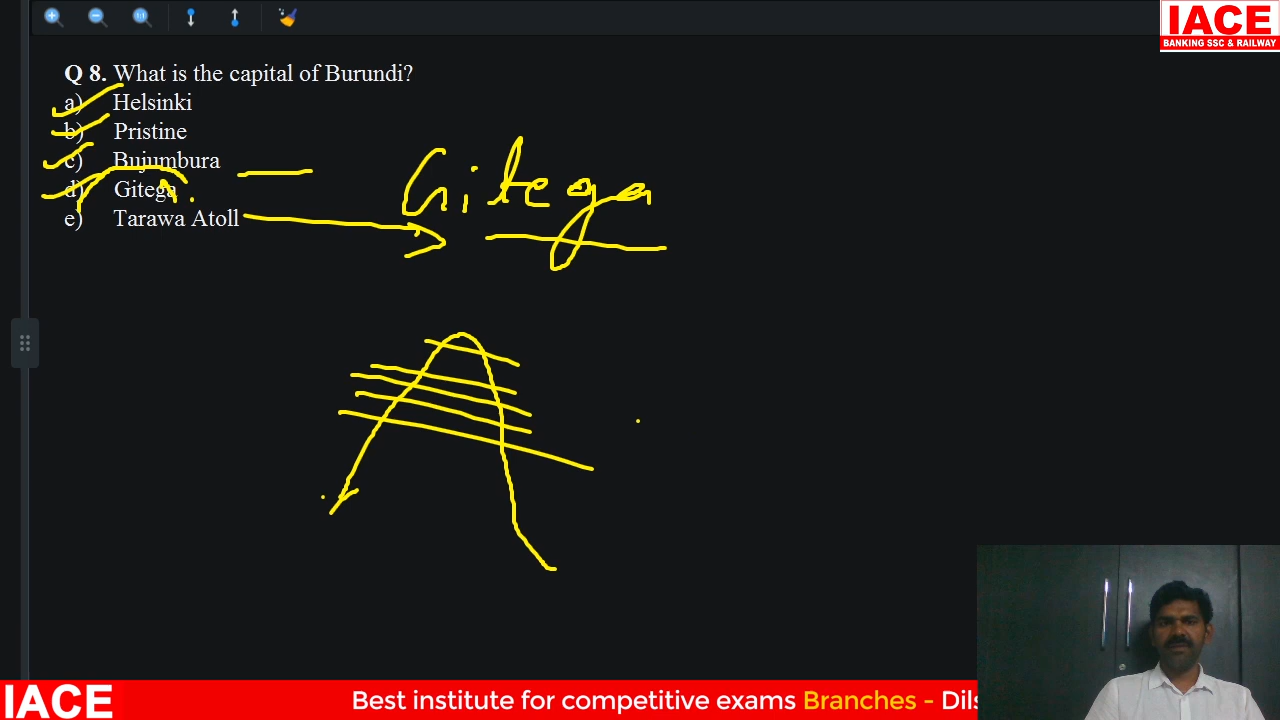 IACE
BANKING SSC & RAILWAY
Q 8. What is the capital of Burundi?
a) Helsinki
b) Pristine
c) Bujumbura
d) Gitega
e) Tarawa Atoll
Gitega
IACE
Best institute for competitive exams Branches - Dils